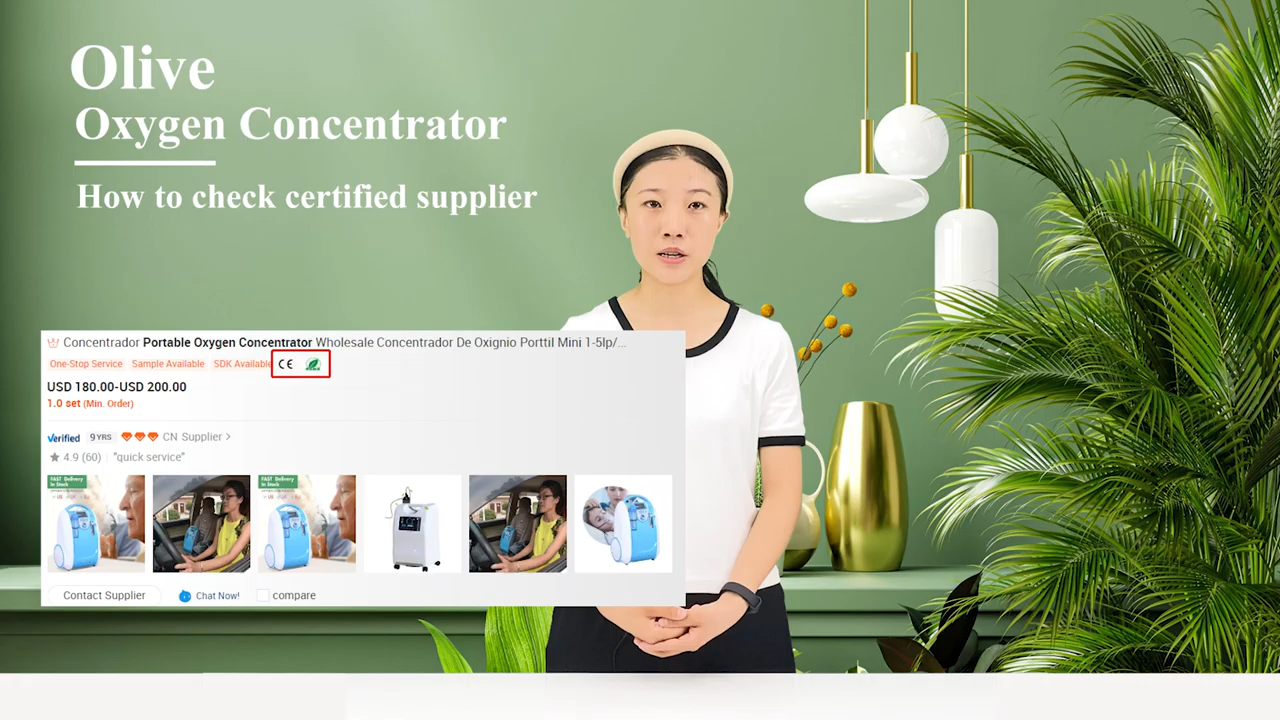 Olive
Oxygen Concentrator
How to check certified supplier
Concentrador Portable Oxygen Concentrator Wholesale Concentrador De Oxignio Porttil Mini 1-5lp/...
One-Stop Service Sample Available SDK Available CE
USD 180.00-USD 200.00
1.0 set (Min. Order)
Verified 9 YRS CN Supplier >
4.9 (60) "quick service"
FAST Delivery
In Stock
FAST Delivery
In Stock
Contact Supplier Chat Now! compare